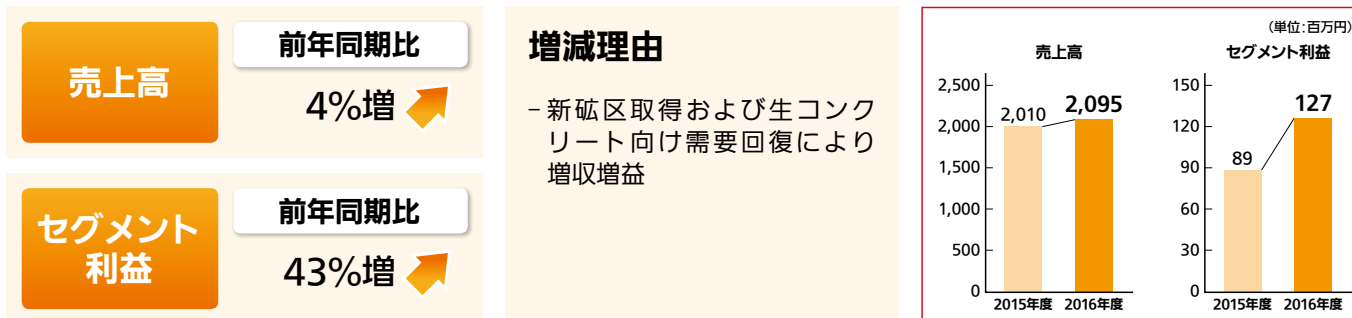 売上高
前年同期比
4%増
セグメント
利益
前年同期比
43%増
増減理由
− 新砿区取得および生コンク
リート向け需要回復により
増収増益
(単位:百万円)
売上高
2,500
2,000
1,500
1,000
500
0
2,010
2,095
2015年度 2016年度
セグメント利益
150
120
90
60
30
0
89
127
2015年度 2016年度